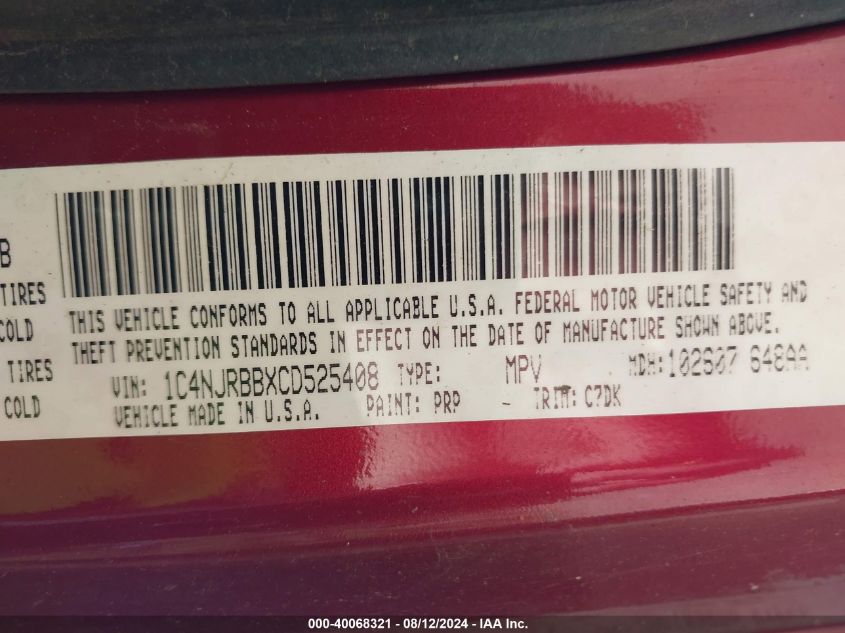 B
TIRES
COLD
TIRES
COLD
THIS VEHICLE CONFORMS TO ALL APPLICABLE U.S.A. FEDERAL MOTOR VEHICLE SAFETY AND
THEFT PREVENTION STANDARDS IN EFFECT ON THE DATE OF MANUFACTURE SHOWN ABOVE.
VIN: 1C4NJRBBXCD525408 TYPE: MPV MDH:102607 648AA
VEHICLE MADE IN U.S.A. PAINT: PRP - TRIM: C7DK
000-40068321 | 08/12/2024 - IAA Inc.